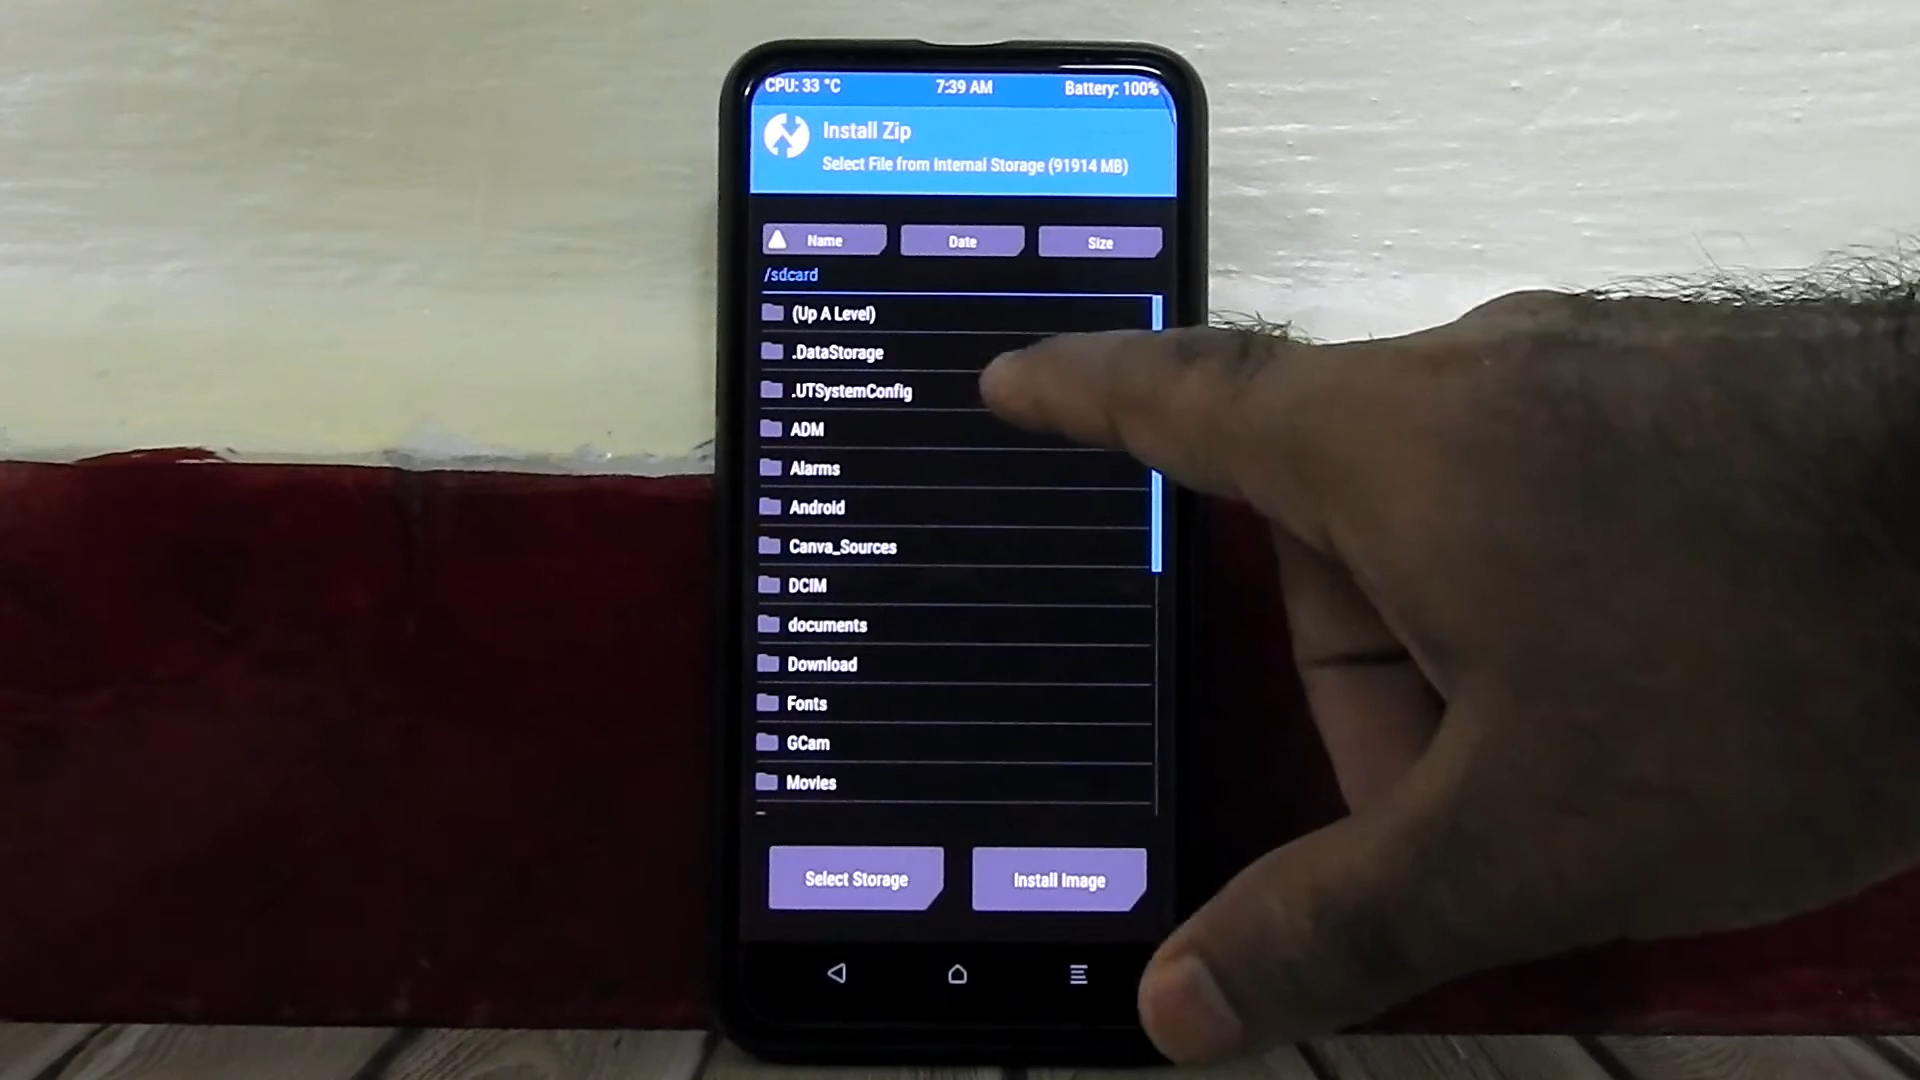 CPU: 33 °C 7:39 AM Battery: 100%
Install Zip
Select File from Internal Storage (91914 MB)
Name Date Size
/sdcard
(Up A Level)
.DataStorage
.UTSystemConfig
ADM
Alarms
Android
Canva_Sources
DCIM
documents
Download
Fonts
GCam
Movies
Select Storage Install Image